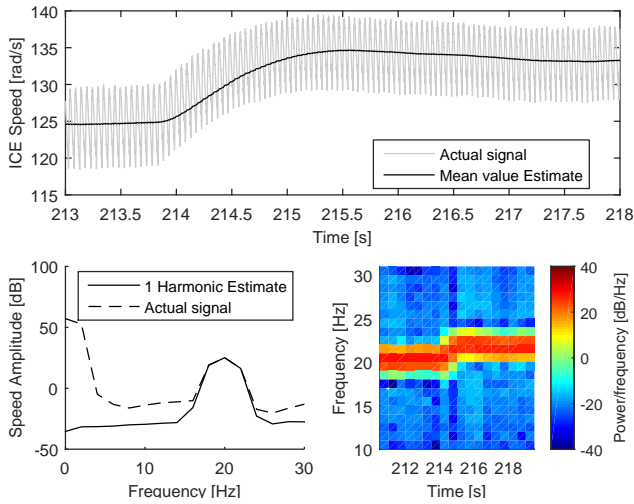 140
135
130
125
120
115
ICE Speed [rad/s]
Actual signal
Mean value Estimate
213 213.5 214 214.5 215 215.5 216 216.5 217 217.5 218
Time [s]
100
50
0
-50
Speed Amplitude [dB]
1 Harmonic Estimate
Actual signal
0 10 20 30
Frequency [Hz]
30
25
20
15
10
Frequency [Hz]
212 214 216 218
Time [s]
40
20
0
-20
-40
Power/frequency [dB/Hz]